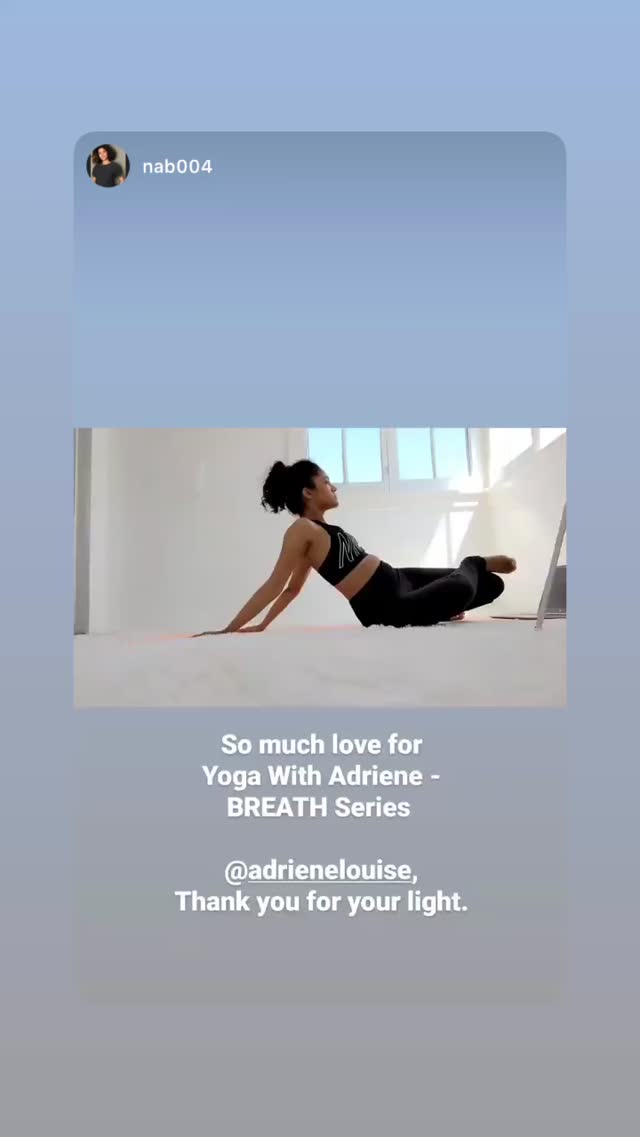 nab004
So much love for
Yoga With Adriene -
BREATH Series
@adrienelouise,
Thank you for your light.